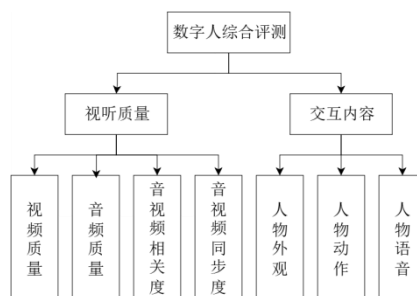 数字人综合评测
视听质量
交互内容
视频质量
音频质量
音视频相关度
音视频同步度
人物外观
人物动作
人物语音